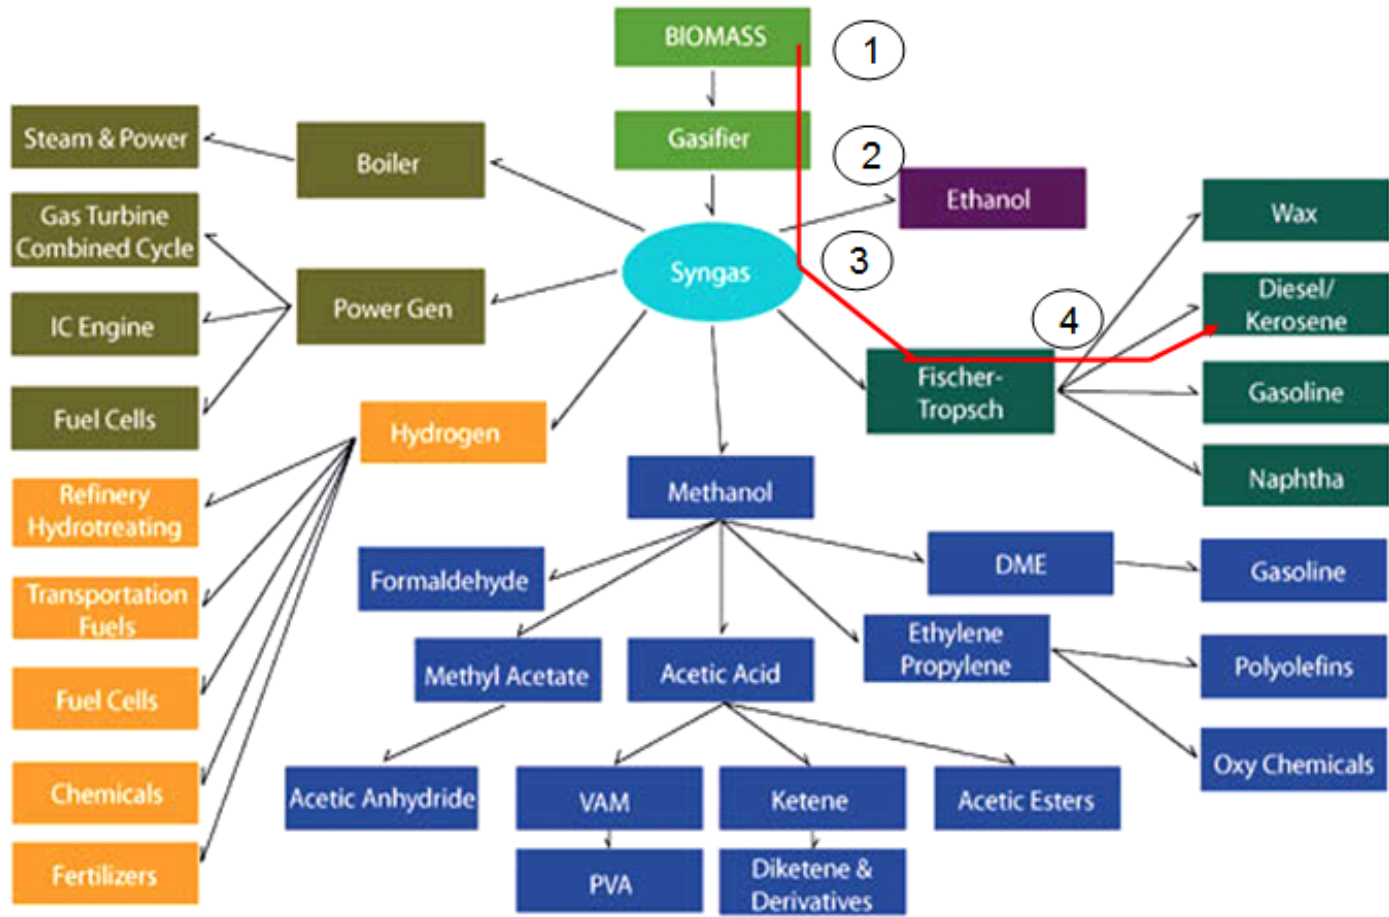 BIOMASS
1
Steam & Power
Boiler
Gasifier
2
Ethanol
Gas Turbine
Combined Cycle
Wax
Syngas
3
Diesel/
Kerosene
IC Engine
Power Gen
4
Fischer-
Tropsch
Gasoline
Fuel Cells
Hydrogen
Naphtha
Refinery
Hydrotreating
Methanol
Formaldehyde
DME
Gasoline
Transportation
Fuels
Methyl Acetate
Acetic Acid
Ethylene
Propylene
Polyolefins
Fuel Cells
Oxy Chemicals
Chemicals
Acetic Anhydride
VAM
Ketene
Acetic Esters
Fertilizers
PVA
Diketene &
Derivatives